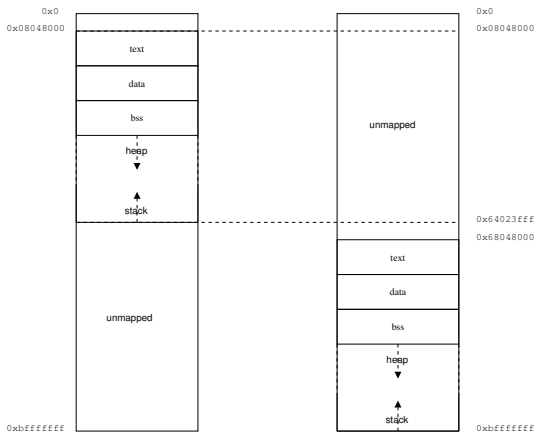 0x0
0x08048000
text
data
bss
heap
stack
unmapped
0xbfffffff
0x0
0x08048000
unmapped
0x64023fff
0x68048000
text
data
bss
heap
stack
0xbfffffff